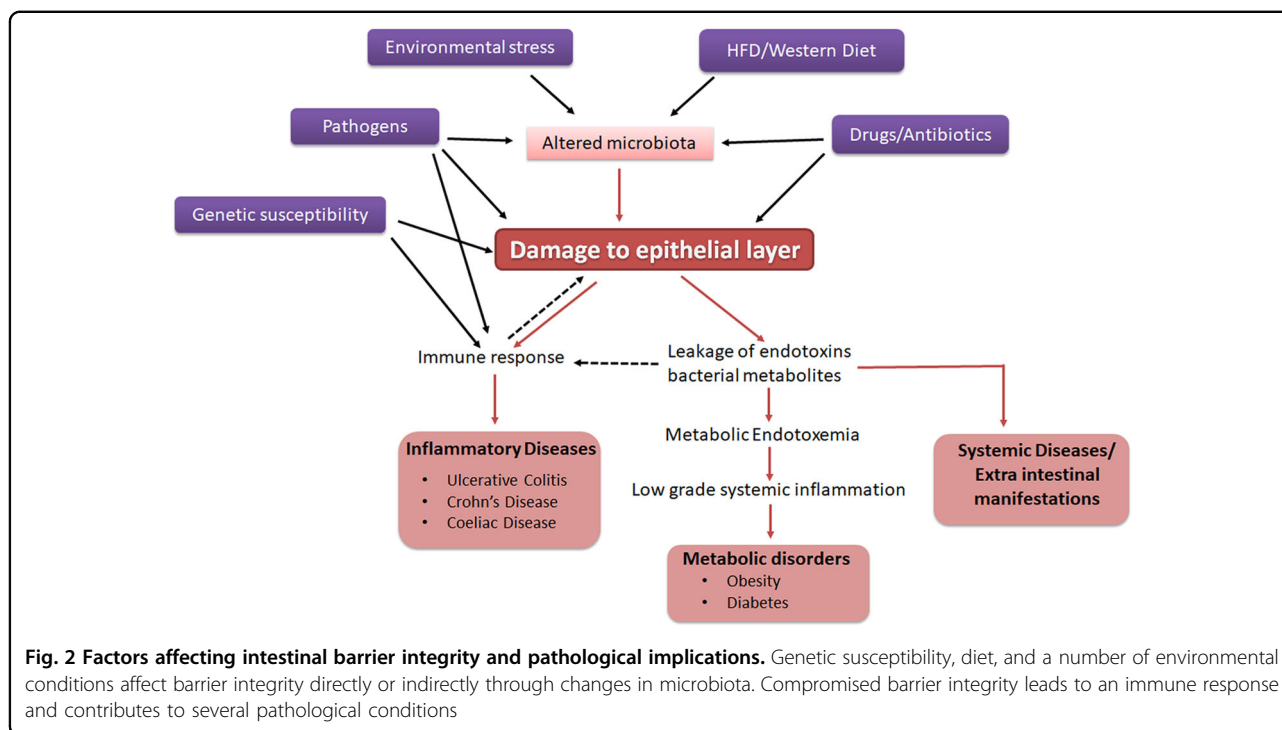 Environmental stress
HFD/Western Diet
Pathogens
Altered microbiota
Drugs/Antibiotics
Genetic susceptibility
Damage to epithelial layer
Immune response
Leakage of endotoxins
bacterial metabolites
Metabolic Endotoxemia
Low grade systemic inflammation
Inflammatory Diseases
• Ulcerative Colitis
• Crohn's Disease
• Coeliac Disease
Systemic Diseases/
Extra intestinal
manifestations
Metabolic disorders
• Obesity
• Diabetes
Fig. 2 Factors affecting intestinal barrier integrity and pathological implications. Genetic susceptibility, diet, and a number of environmental
conditions affect barrier integrity directly or indirectly through changes in microbiota. Compromised barrier integrity leads to an immune response
and contributes to several pathological conditions